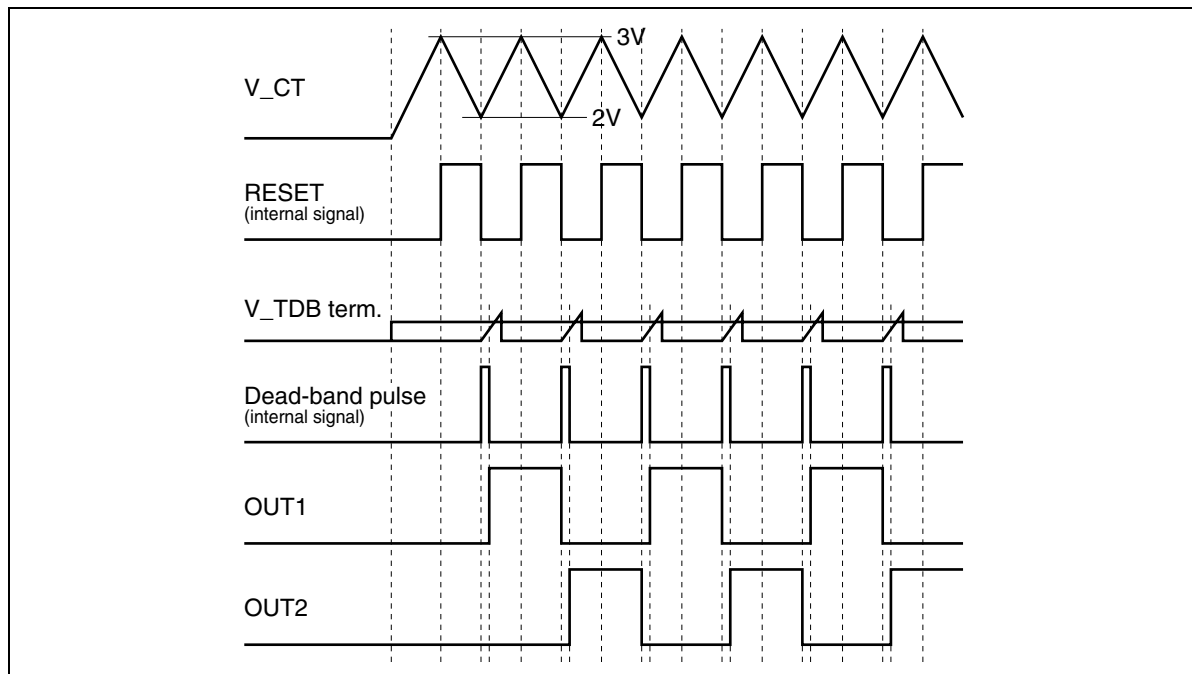 3V
V_CT
2V
RESET
(internal signal)
V_TDB term.
Dead-band pulse
(internal signal)
OUT1
OUT2